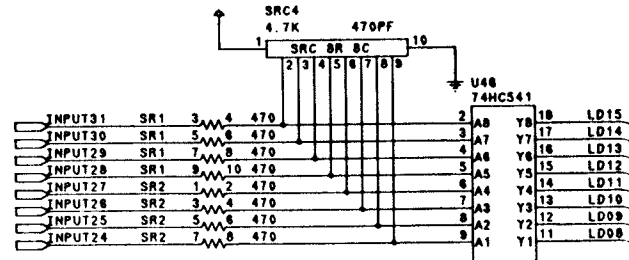 SRC4
4.7K 470PF
1 10
SRC 8R 8C
2 3 4 5 6 7 8 9
U46
74HC541
INPUT31 SR1 3 4 470 2 A8 Y8 18 LD15
INPUT30 SR1 5 6 470 3 A7 Y7 17 LD14
INPUT29 SR1 7 8 470 4 A6 Y6 16 LD13
INPUT28 SR1 9 10 470 5 A5 Y5 15 LD12
INPUT27 SR2 1 2 470 6 A4 Y4 14 LD11
INPUT26 SR2 3 4 470 7 A3 Y3 13 LD10
INPUT25 SR2 5 6 470 8 A2 Y2 12 LD09
INPUT24 SR2 7 8 470 9 A1 Y1 11 LD08